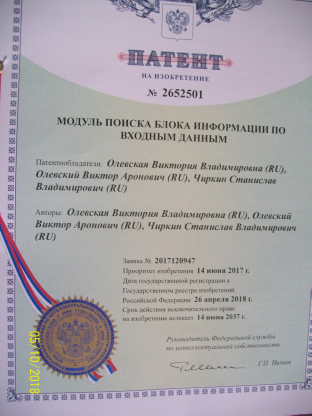 ПАТЕНТ
НА ИЗОБРЕТЕНИЕ
№ 2652501
МОДУЛЬ ПОИСКА БЛОКА ИНФОРМАЦИИ ПО
ВХОДНЫМ ДАННЫМ
Патентообладатели: Олевская Виктория Владимировна (RU),
Олевский Виктор Аронович (RU), Чиркин Станислав
Владимирович (RU)
Авторы: Олевская Виктория Владимировна (RU), Олевский
Виктор Аронович (RU), Чиркин Станислав Владимирович
(RU)
Заявка № 2017120947
Приоритет изобретения 14 июня 2017 г.
Дата государственной регистрации в
Государственном реестре изобретений
Российской Федерации 26 апреля 2018 г.
Срок действия исключительного права
на изобретение истекает 14 июня 2037 г.
Руководитель Федеральной службы
по интеллектуальной собственности
Г.П. Ивлиев
05/10/2018